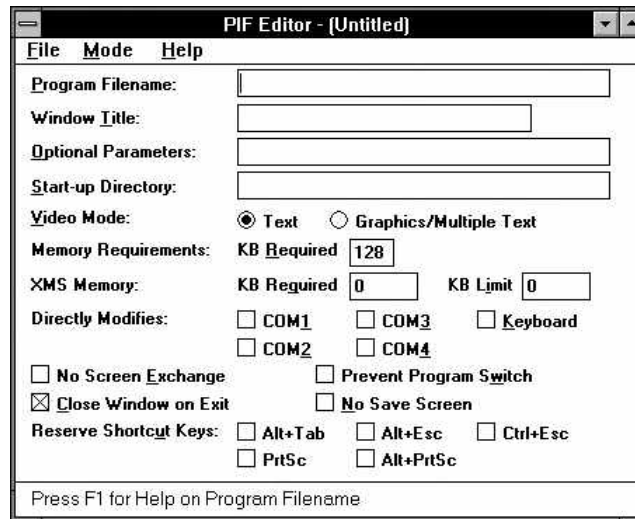 PIF Editor - (Untitled)
File Mode Help
Program Filename:
Window Title:
Optional Parameters:
Start-up Directory:
Video Mode: Text Graphics/Multiple Text
Memory Requirements: KB Required 128
XMS Memory: KB Required 0 KB Limit 0
Directly Modifies: COM1 COM3 Keyboard
COM2 COM4
No Screen Exchange Prevent Program Switch
Close Window on Exit No Save Screen
Reserve Shortcut Keys: Alt+Tab Alt+Esc Ctrl+Esc
PrtSc Alt+PrtSc
Press F1 for Help on Program Filename